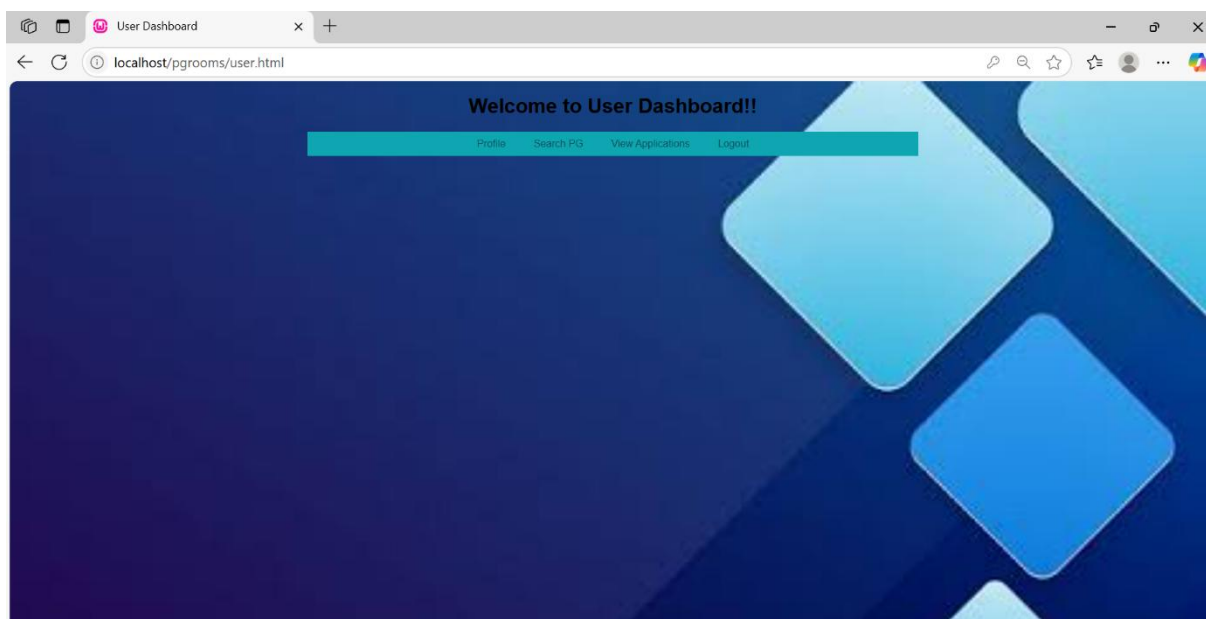 User Dashboard
localhost/pgrooms/user.html
Welcome to User Dashboard!!
Profile Search PG View Applications Logout